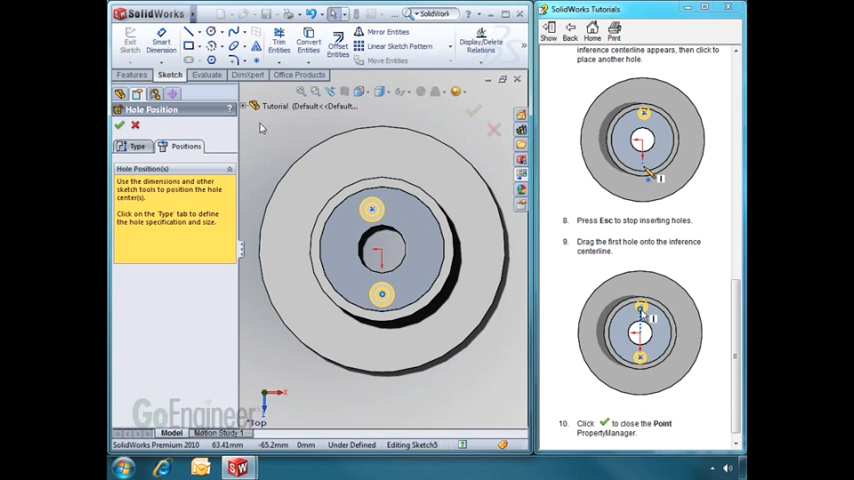 SolidWorks
SolidWork
SolidWorks Tutorials
Exit
Sketch
Smart
Dimension
Trim
Entities
Convert
Entities
Offset
Entities
Mirror Entities
Linear Sketch Pattern
Move Entities
Display/Delete
Relations
Features
Sketch
Evaluate
DimXpert
Office Products
Hole Position
?
Type
Positions
Hole Position(s)
Use the dimensions and other
sketch tools to position the hole
center(s).
Click on the 'Type' tab to define
the hole specification and size.
Tutorial (Default<<Default...
X
Z
*Top
GoEngineer
Model
Motion Study 1
SolidWorks Premium 2010
63.41mm
-65.2mm
Under Defined
Editing Sketch5
Show
Back
Home
Print
inference centerline appears, then click to
place another hole.
8. Press Esc to stop inserting holes.
9. Drag the first hole onto the inference
centerline.
10. Click to close the Point
PropertyManager.